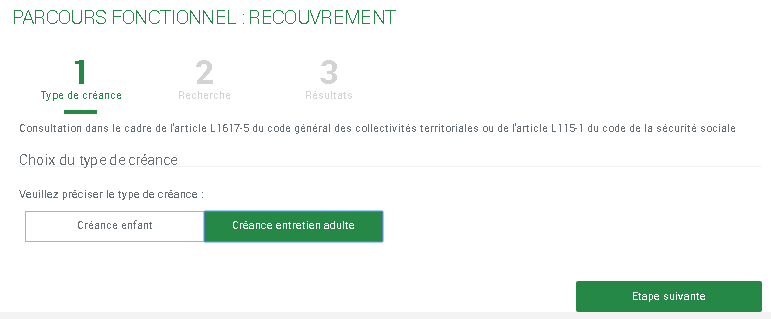 PARCOURS FONCTIONNEL : RECOUVREMENT
1 2 3
Type de créance Recherche Résultats
Consultation dans le cadre de l'article L1617-5 du code général des collectivités territoriales ou de l'article L115-1 du code de la sécurité sociale
Choix du type de créance
Veuillez préciser le type de créance :
Créance enfant Créance entretien adulte
Etape suivante